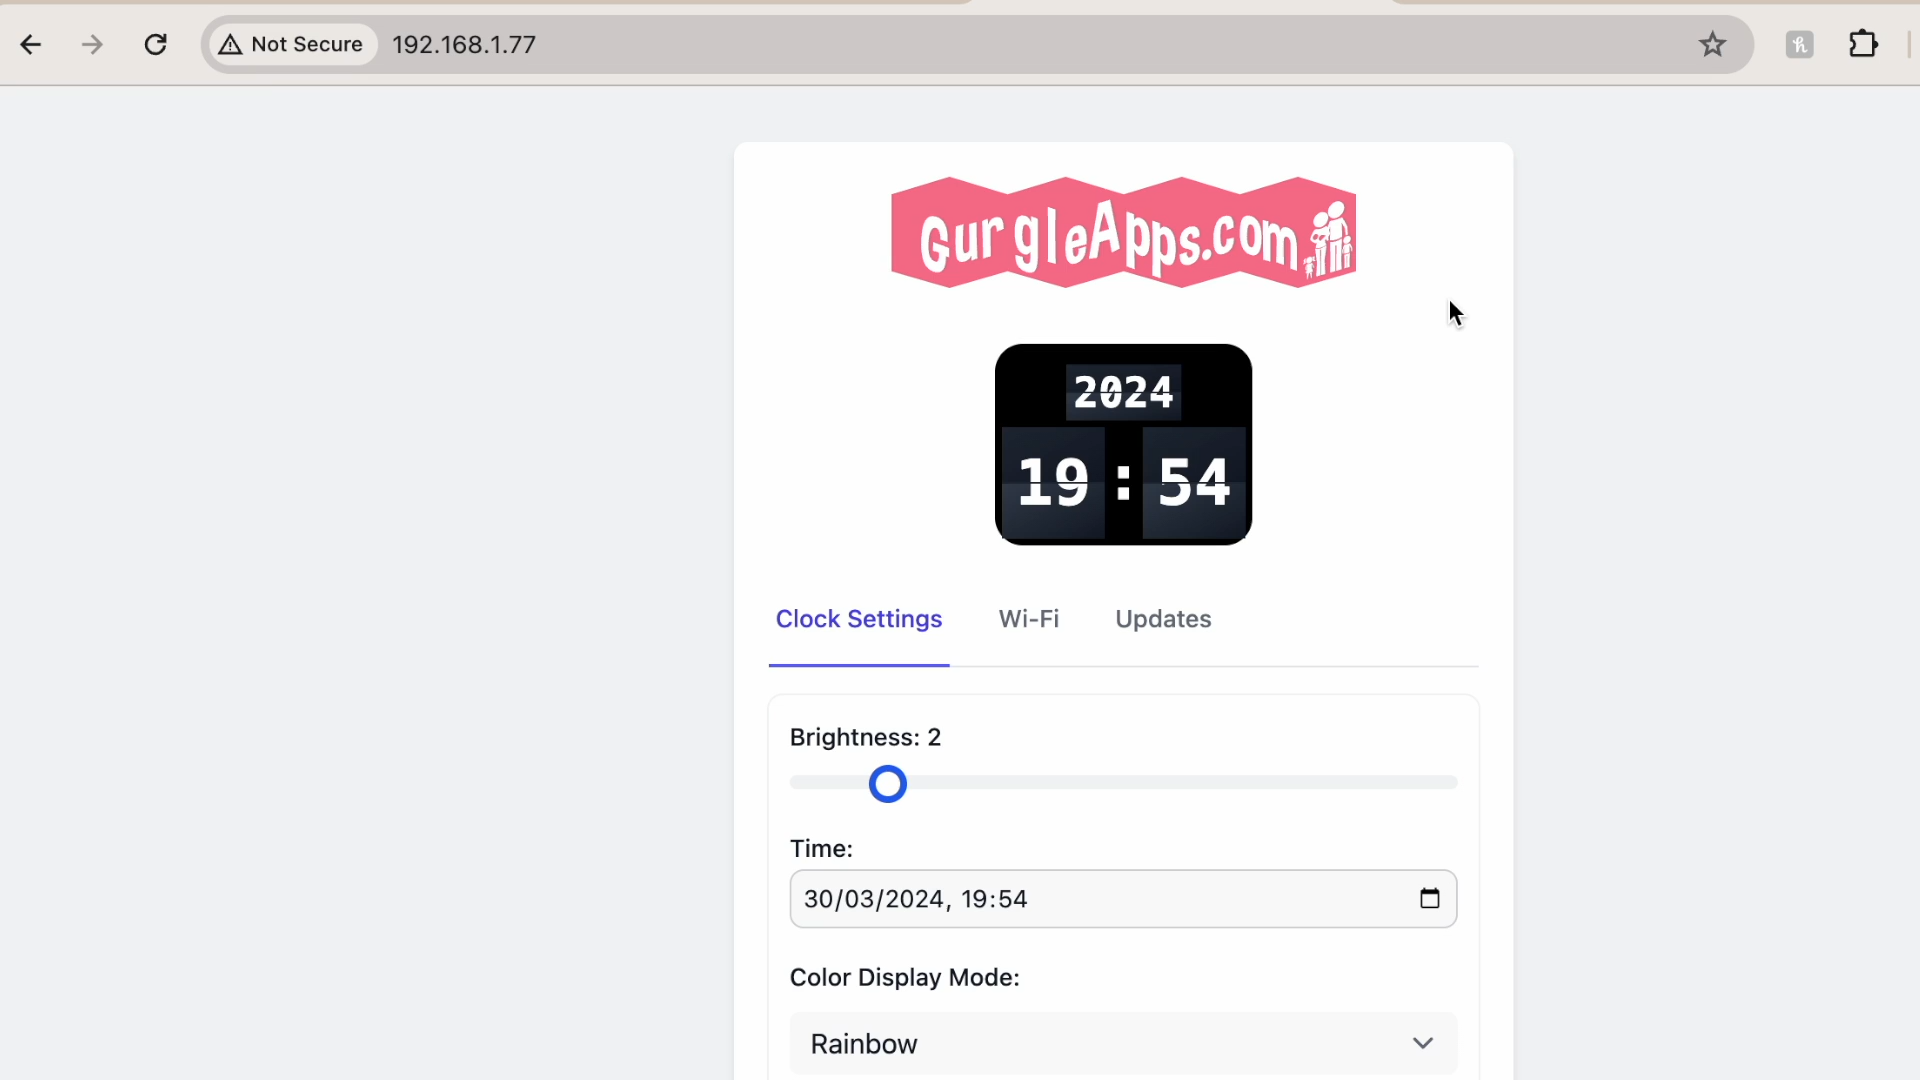 Not Secure 192.168.1.77
GurgleApps.com
2024
19:54
Clock Settings Wi-Fi Updates
Brightness: 2
Time:
30/03/2024, 19:54
Color Display Mode:
Rainbow